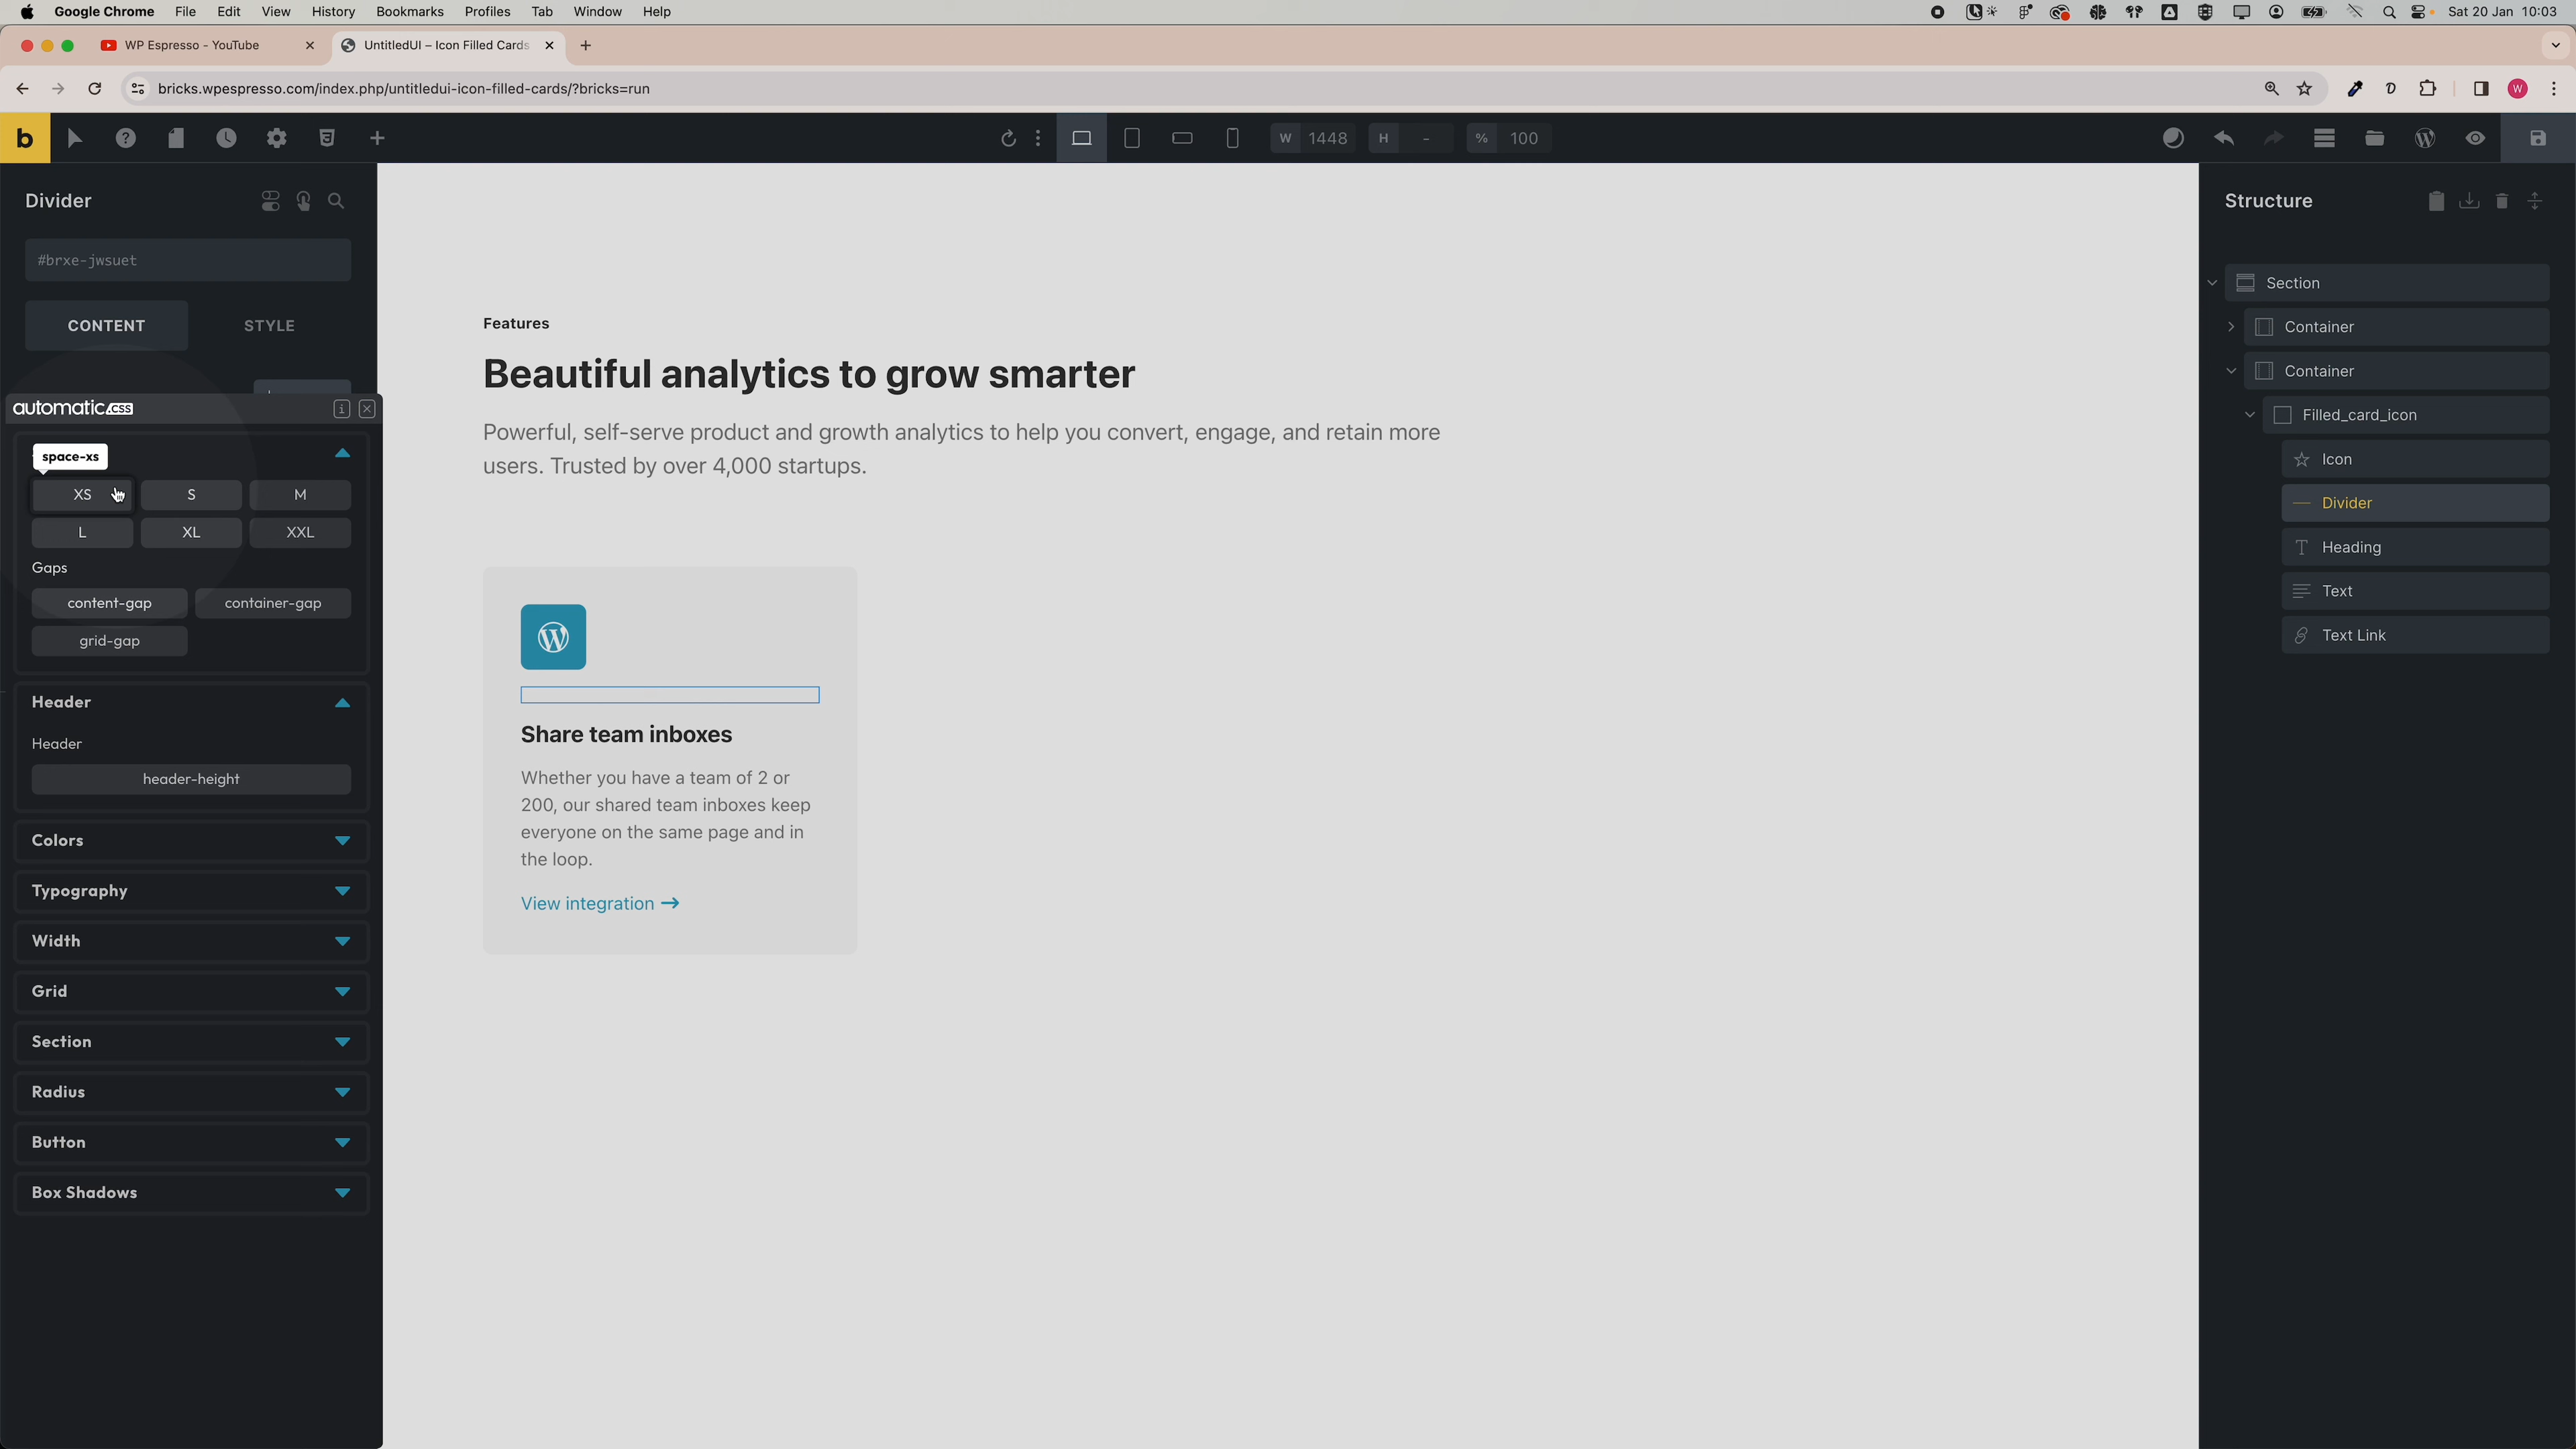 Google Chrome File Edit View History Bookmarks Profiles Tab Window Help Sat 20 Jan 10:03
WP Espresso - YouTube UntitledUI – Icon Filled Cards
bricks.wpespresso.com/index.php/untitledui-icon-filled-cards/?bricks=run W
b W 1448 H - % 100
Divider
#brxe-jwsuet
CONTENT STYLE
automatic.css
space-xs
XS S M
L XL XXL
Gaps
content-gap container-gap
grid-gap
Header
Header
header-height
Colors
Typography
Width
Grid
Section
Radius
Button
Box Shadows
Features
Beautiful analytics to grow smarter
Powerful, self-serve product and growth analytics to help you convert, engage, and retain more
users. Trusted by over 4,000 startups.
Share team inboxes
Whether you have a team of 2 or
200, our shared team inboxes keep
everyone on the same page and in
the loop.
View integration →
Structure
Section
Container
Container
Filled_card_icon
Icon
Divider
Heading
Text
Text Link